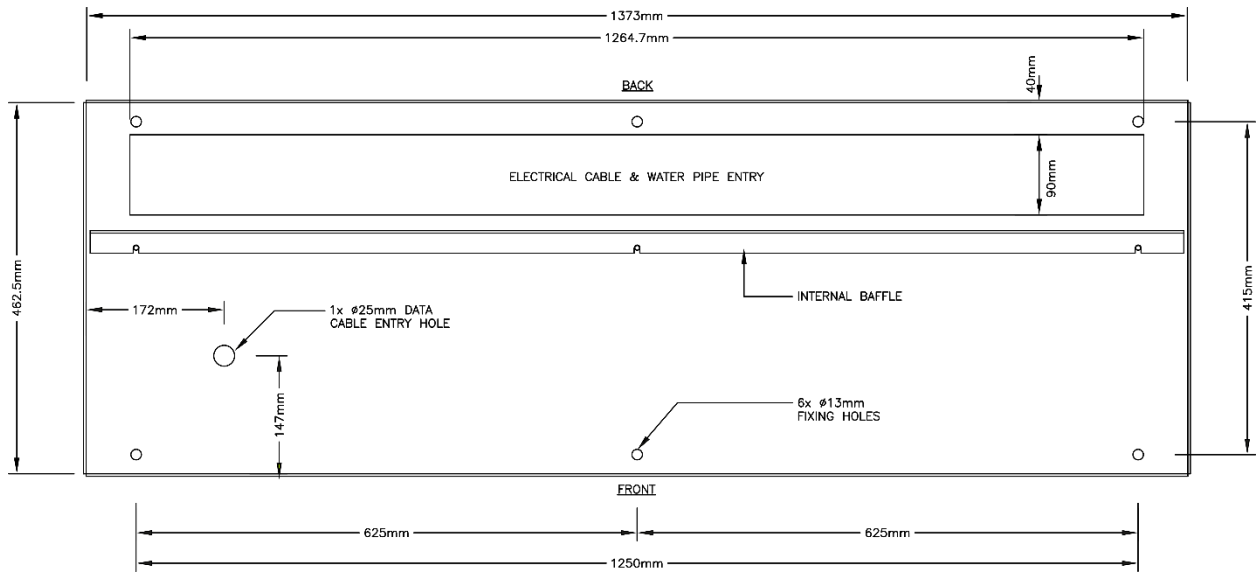 1373mm
1264.7mm
BACK
40mm
ELECTRICAL CABLE & WATER PIPE ENTRY
90mm
462.5mm
415mm
INTERNAL BAFFLE
172mm
1x ø25mm DATA
CABLE ENTRY HOLE
147mm
6x ø13mm
FIXING HOLES
FRONT
625mm
625mm
1250mm